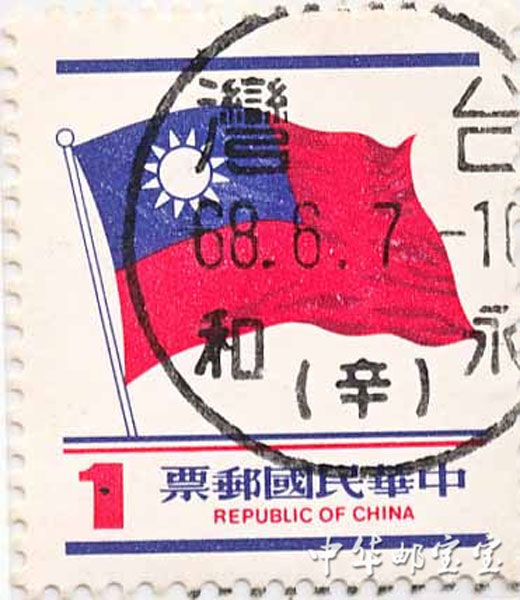 台灣
68.6.7-10
永和
(辛)
1
中華民國郵票
REPUBLIC OF CHINA
中华邮宝宝